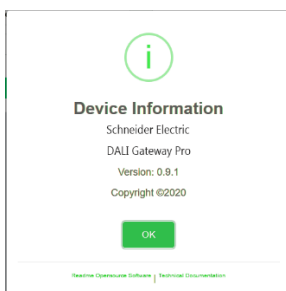 i
Device Information
Schneider Electric
DALI Gateway Pro
Version: 0.9.1
Copyright ©2020
OK
Readme Opensource Software | Technical Documentation